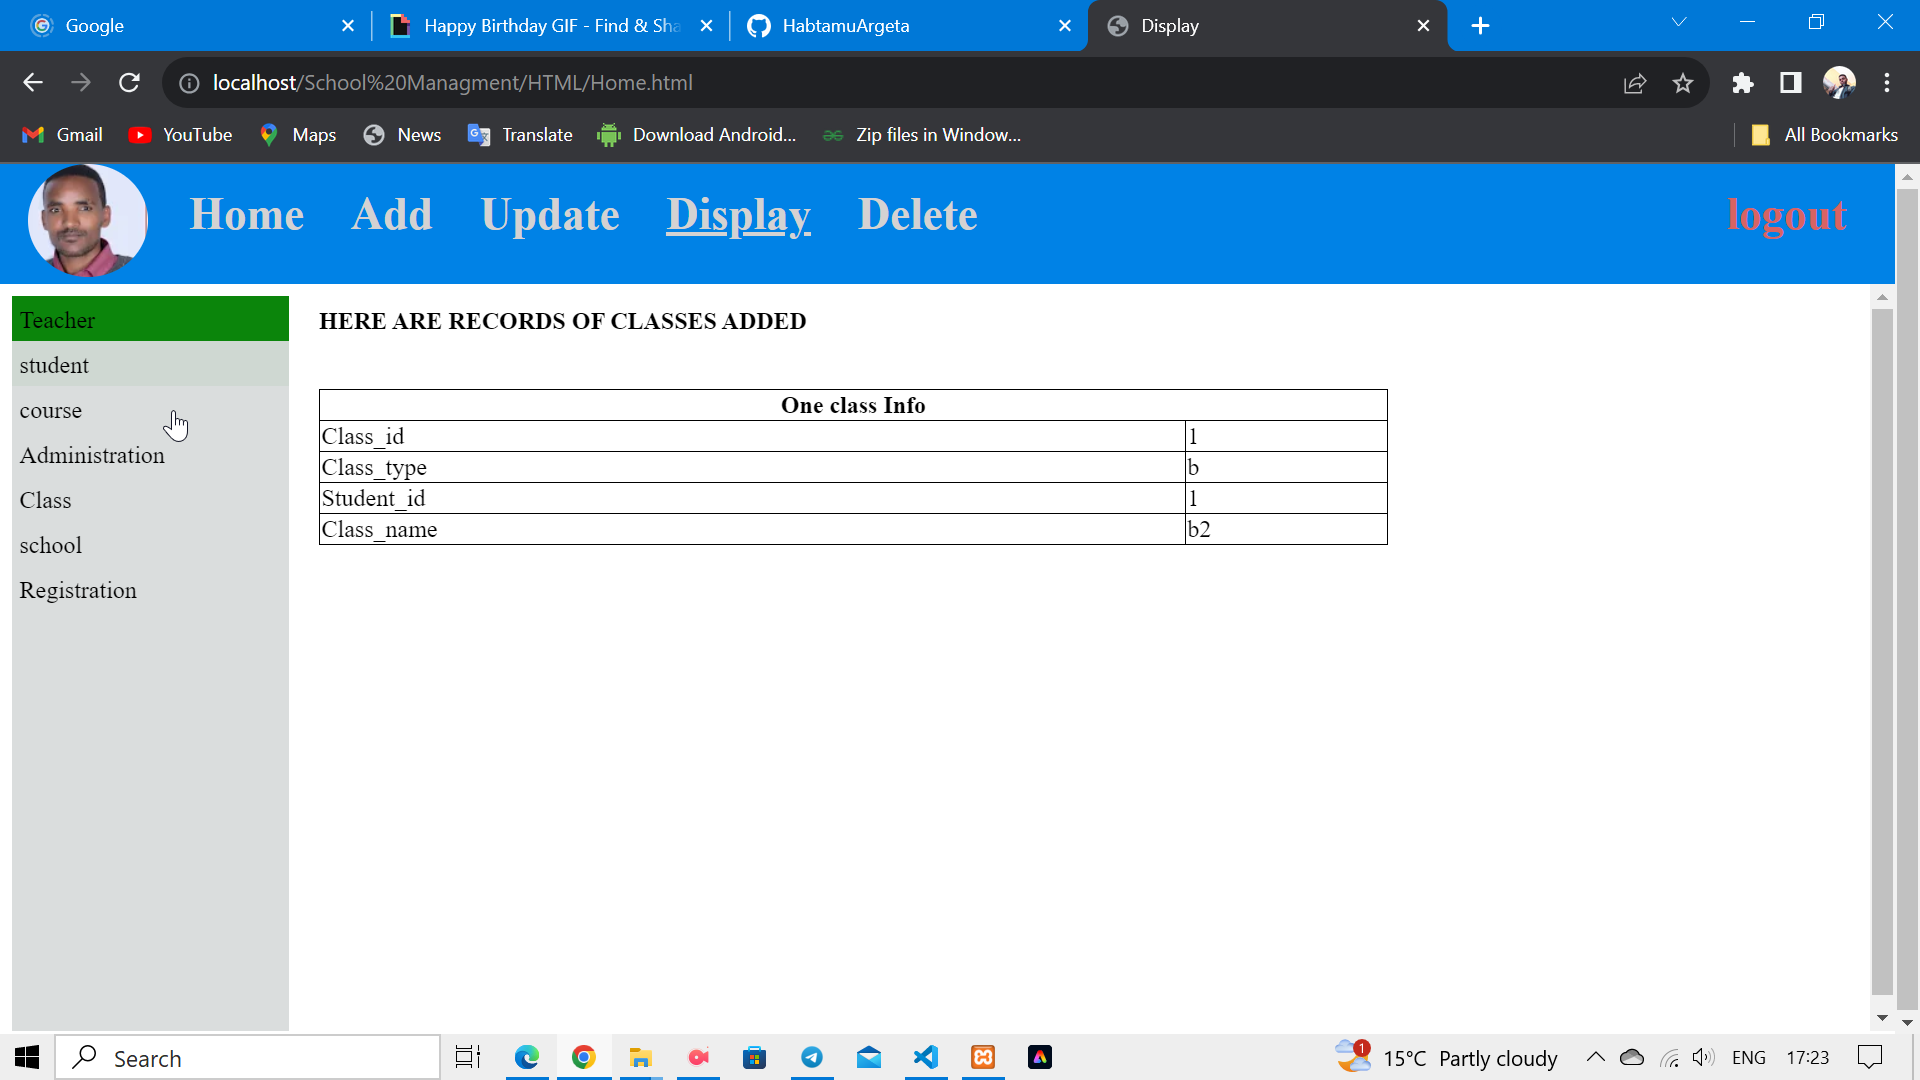 Google
Happy Birthday GIF - Find & Sha
HabtamuArgeta
Display
localhost/School%20Managment/HTML/Home.html
Gmail
YouTube
Maps
News
Translate
Download Android...
Zip files in Window...
All Bookmarks
Home
Add
Update
Display
Delete
logout
Teacher
student
course
Administration
Class
school
Registration
HERE ARE RECORDS OF CLASSES ADDED
One class Info
Class_id 1
Class_type b
Student_id 1
Class_name b2
Search
1
15°C Partly cloudy
ENG
17:23